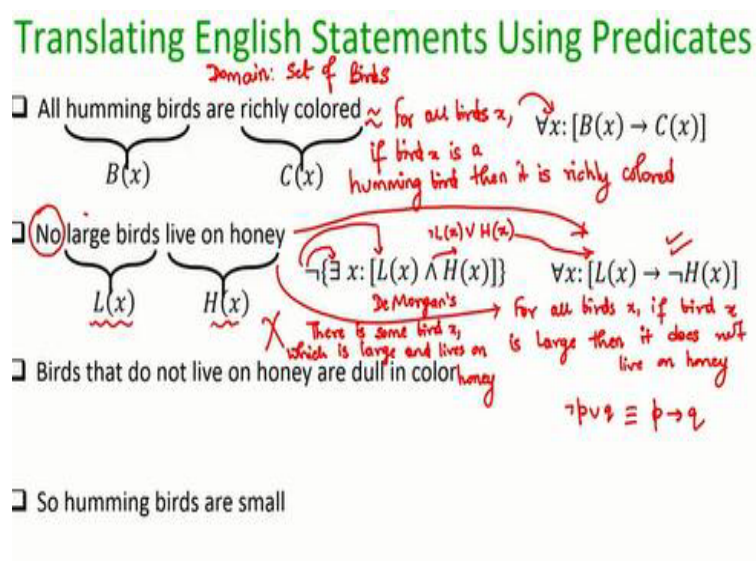 Translating English Statements Using Predicates
Domain: Set of Birds
All humming birds are richly colored ≈ For all birds x, ∀x: [B(x) → C(x)]
if bird x is a
B(x) C(x) humming bird then it is richly colored
No large birds live on honey
¬L(x) ∨ H(x)
¬{∃ x: [L(x) ∧ H(x)]} ∀x: [L(x) → ¬H(x)]
L(x) H(x)
De Morgan's
X There is some bird x,
which is large and lives on
honey
For all birds x, if bird x
is large then it does not
live on honey
Birds that do not live on honey are dull in color
¬p∨q ≡ p→q
So humming birds are small